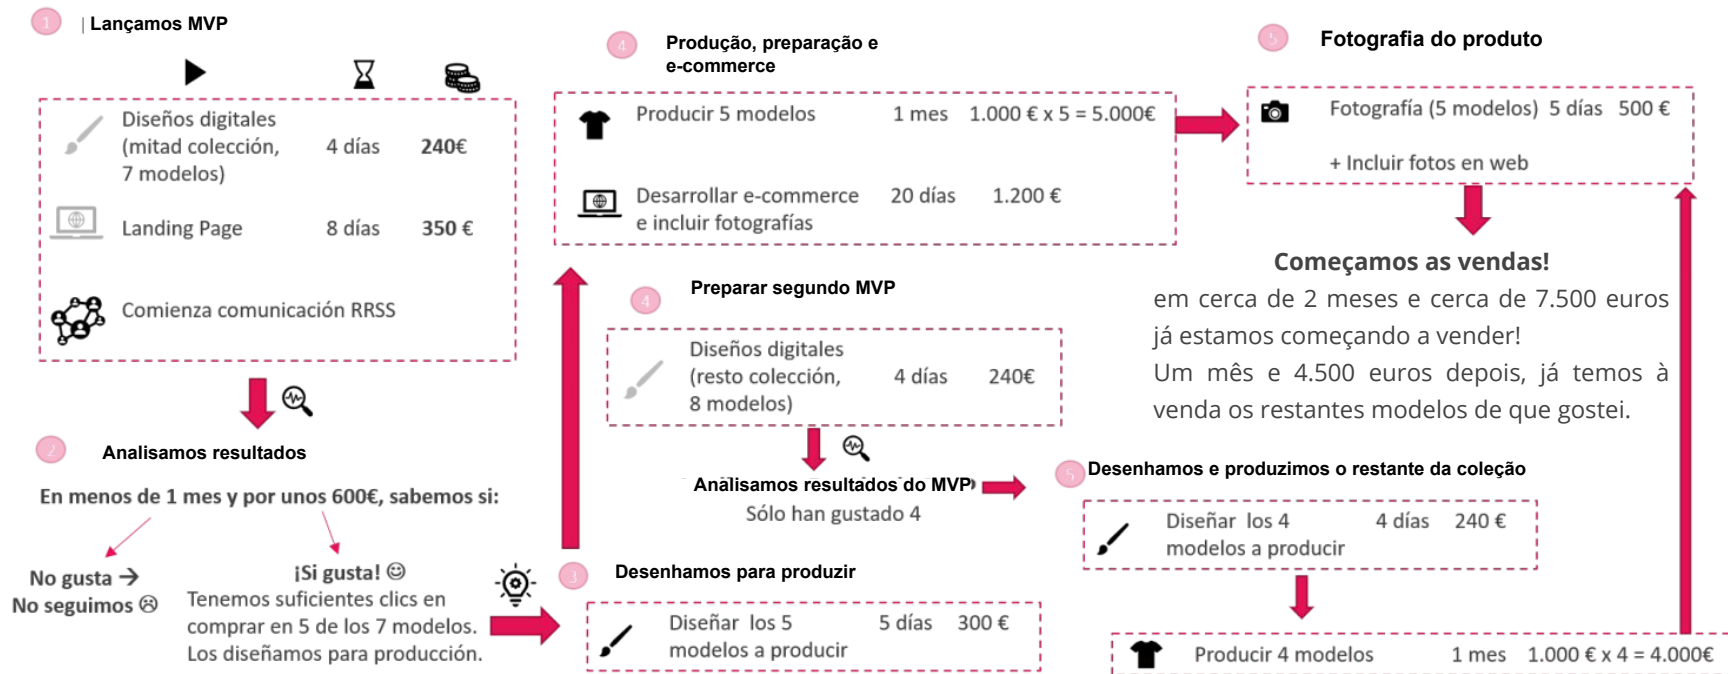 1
| Lançamos MVP
Diseños digitales
(mitad colección,
7 modelos)
4 días
240€
Landing Page
8 días
350 €
Comienza comunicación RRSS
2
Analisamos resultados
En menos de 1 mes y por unos 600€, sabemos si:
No gusta →
No seguimos ☹
¡Si gusta! ☺
Tenemos suficientes clics en
comprar en 5 de los 7 modelos.
Los diseñamos para producción.
3
Desenhamos para produzir
Diseñar los 5
modelos a producir
5 días
300 €
4
Produção, preparação e
e-commerce
Producir 5 modelos
1 mes
1.000 € x 5 = 5.000€
Desarrollar e-commerce
e incluir fotografías
20 días
1.200 €
4
Preparar segundo MVP
Diseños digitales
(resto colección,
8 modelos)
4 días
240€
Analisamos resultados do MVP
Sólo han gustado 4
5
Desenhamos e produzimos o restante da coleção
Diseñar los 4
modelos a producir
4 días
240 €
Producir 4 modelos
1 mes
1.000 € x 4 = 4.000€
5
Fotografia do produto
Fotografía (5 modelos)
5 días
500 €
+ Incluir fotos en web
Começamos as vendas!
em cerca de 2 meses e cerca de 7.500 euros
já estamos começando a vender!
Um mês e 4.500 euros depois, já temos à
venda os restantes modelos de que gostei.